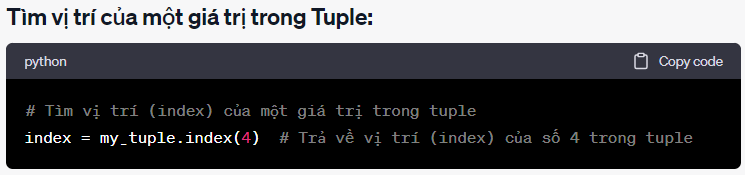 Tìm vị trí của một giá trị trong Tuple:
python
Copy code
# Tìm vị trí (index) của một giá trị trong tuple
index = my_tuple.index(4)  # Trả về vị trí (index) của số 4 trong tuple